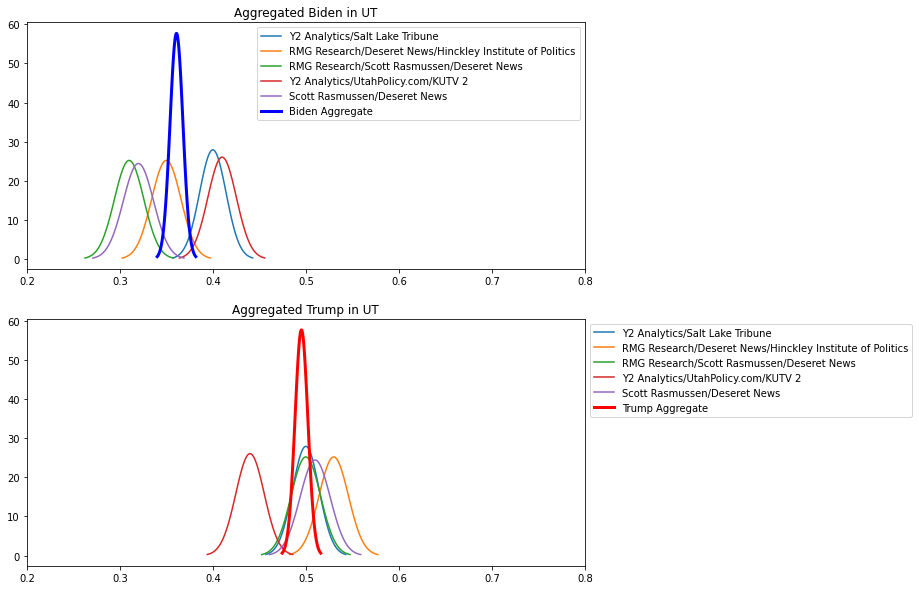 Aggregated Biden in UT
60
50
40
30
20
10
0
Y2 Analytics/Salt Lake Tribune
RMG Research/Deseret News/Hinckley Institute of Politics
RMG Research/Scott Rasmussen/Deseret News
Y2 Analytics/UtahPolicy.com/KUTV 2
Scott Rasmussen/Deseret News
Biden Aggregate
0.2 0.3 0.4 0.5 0.6 0.7 0.8
Aggregated Trump in UT
60
50
40
30
20
10
0
Y2 Analytics/Salt Lake Tribune
RMG Research/Deseret News/Hinckley Institute of Politics
RMG Research/Scott Rasmussen/Deseret News
Y2 Analytics/UtahPolicy.com/KUTV 2
Scott Rasmussen/Deseret News
Trump Aggregate
0.2 0.3 0.4 0.5 0.6 0.7 0.8